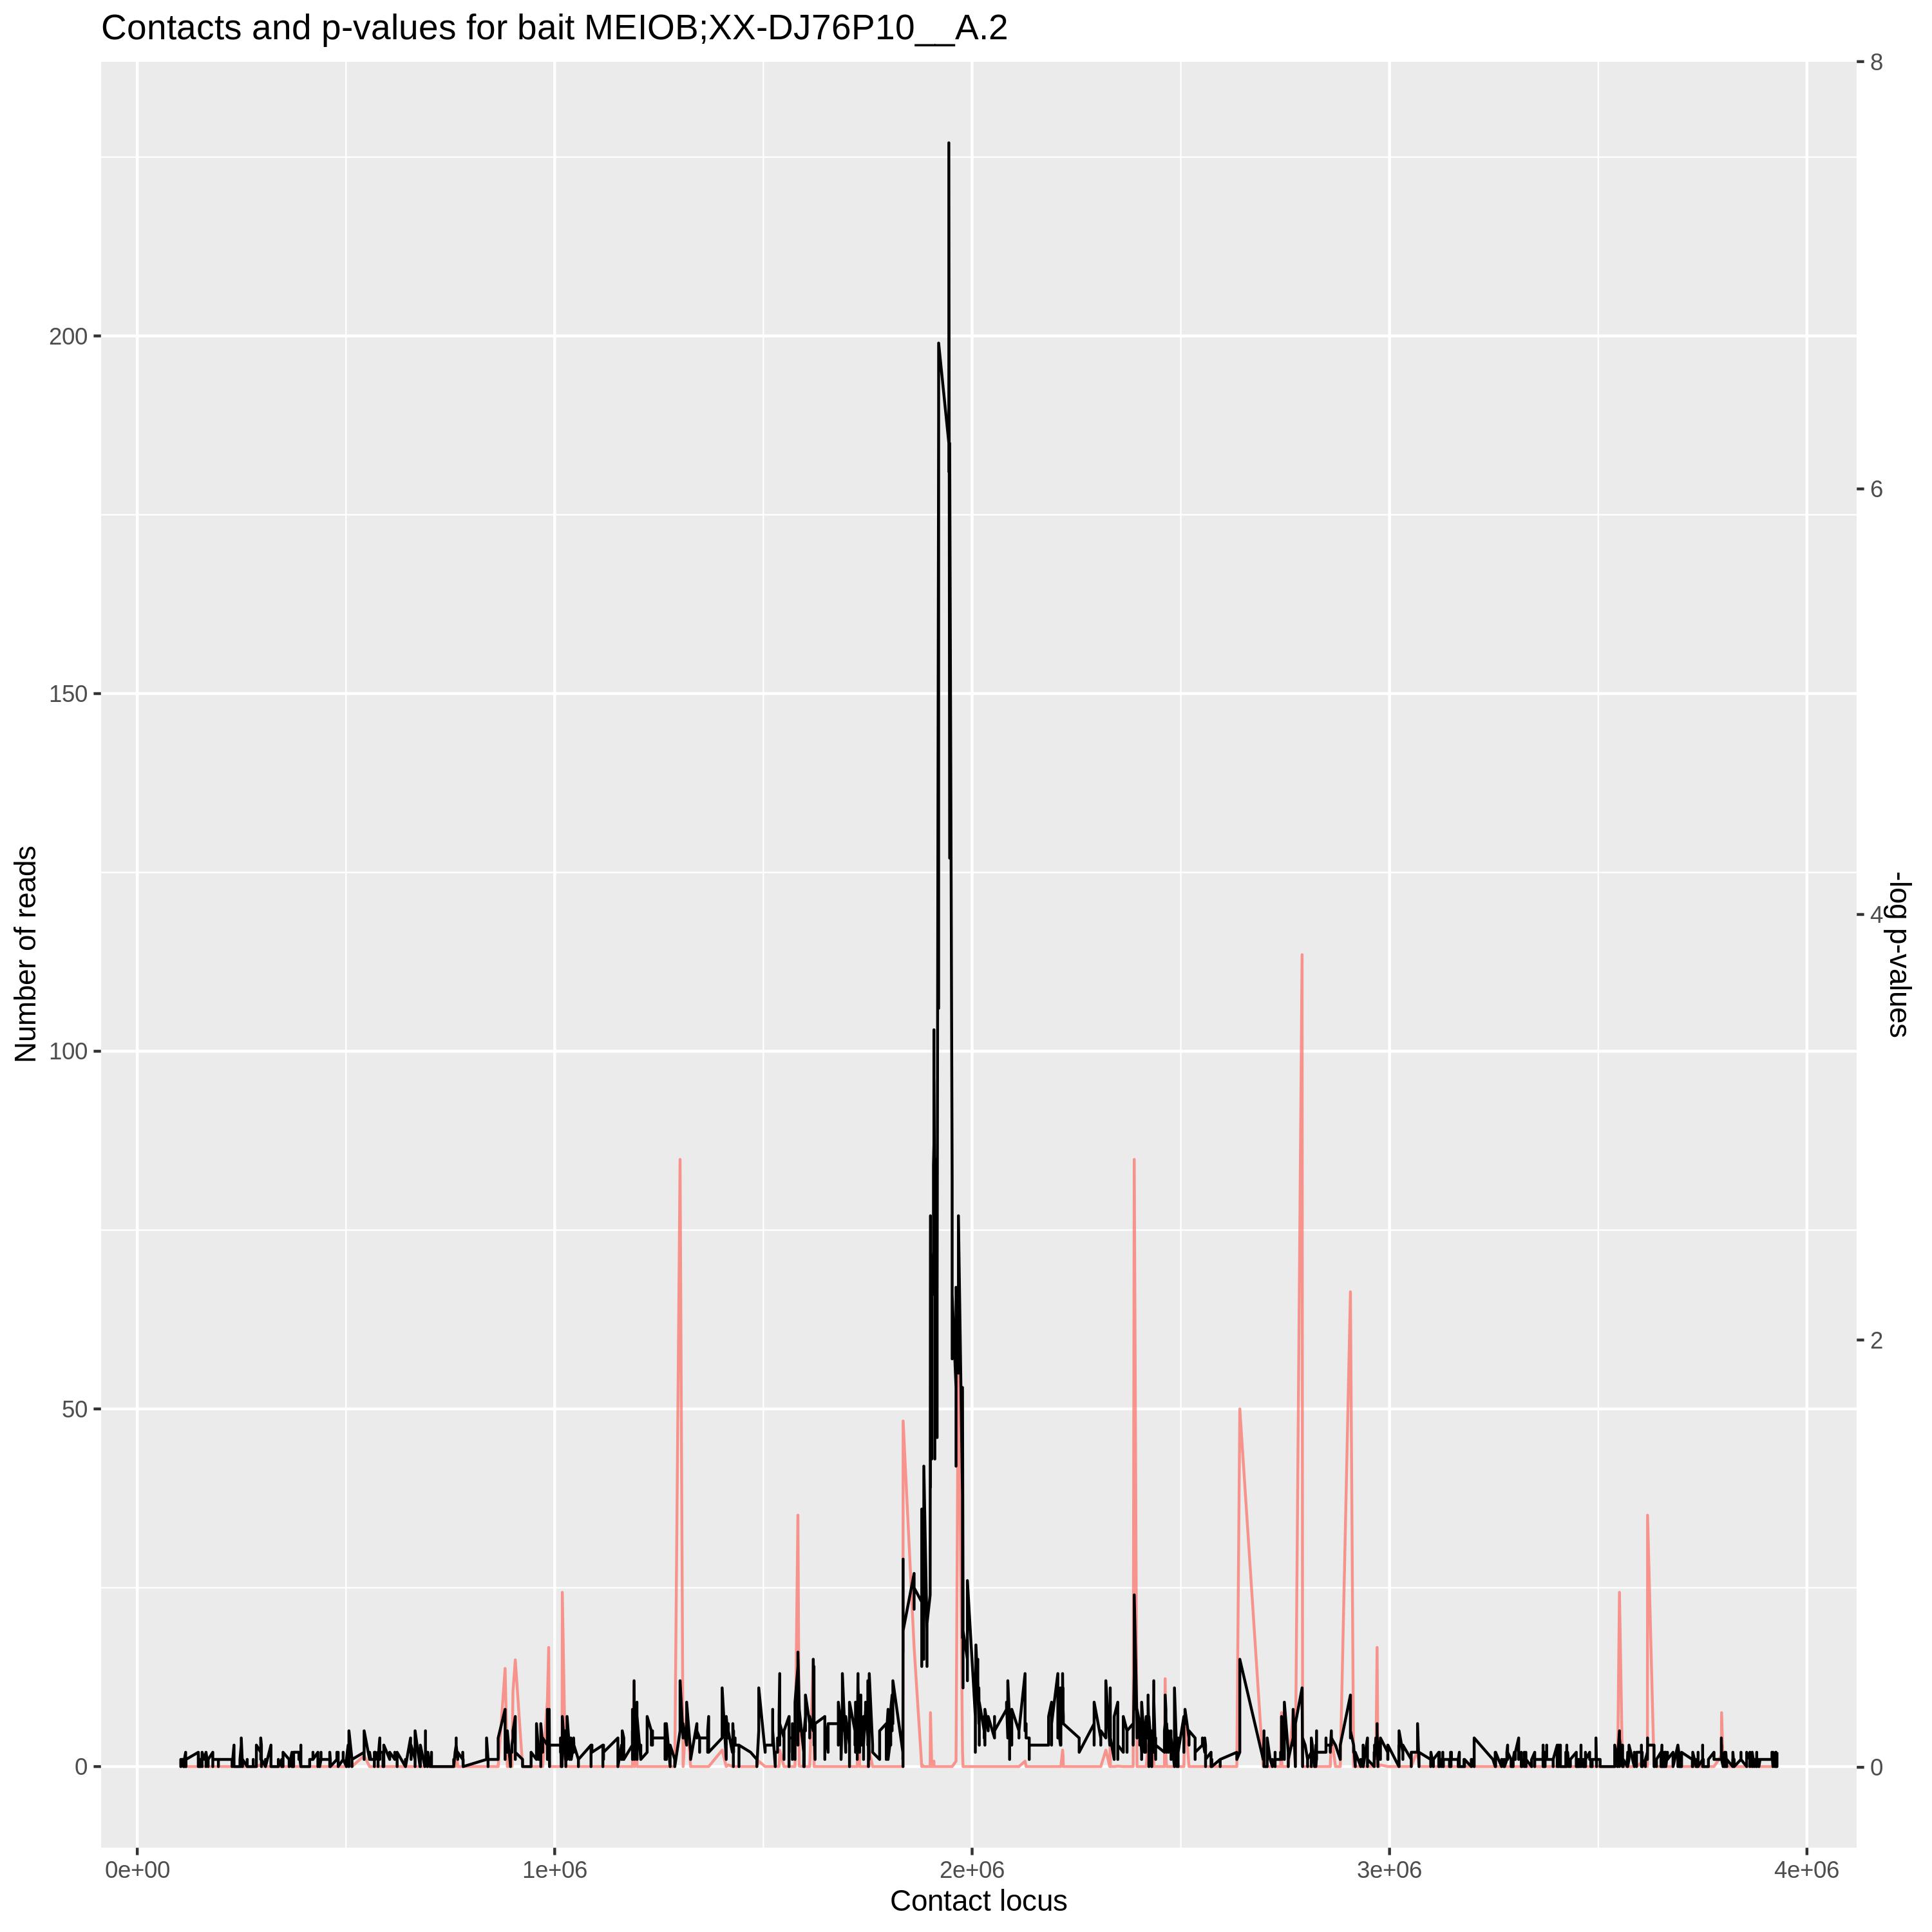 Contacts and p-values for bait MEIOB;XX-DJ76P10__A.2
8
200
6
150
Number of reads
4
-log p-values
100
2
50
0
0
0e+00
1e+06
2e+06
3e+06
4e+06
Contact locus